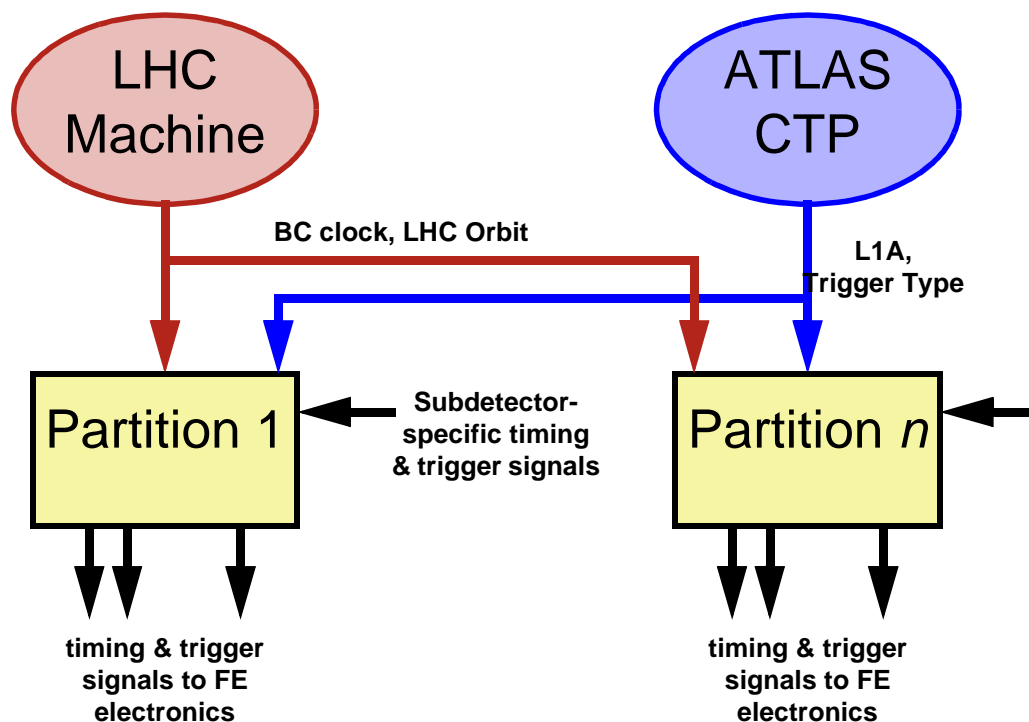 LHC
Machine
ATLAS
CTP
BC clock, LHC Orbit
L1A,
Trigger Type
Partition 1
Subdetector-
specific timing
& trigger signals
Partition n
timing & trigger
signals to FE
electronics
timing & trigger
signals to FE
electronics